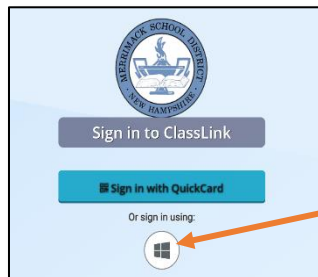 MERRIMACK SCHOOL DISTRICT
NEW HAMPSHIRE
Sign in to ClassLink
Sign in with QuickCard
Or sign in using: